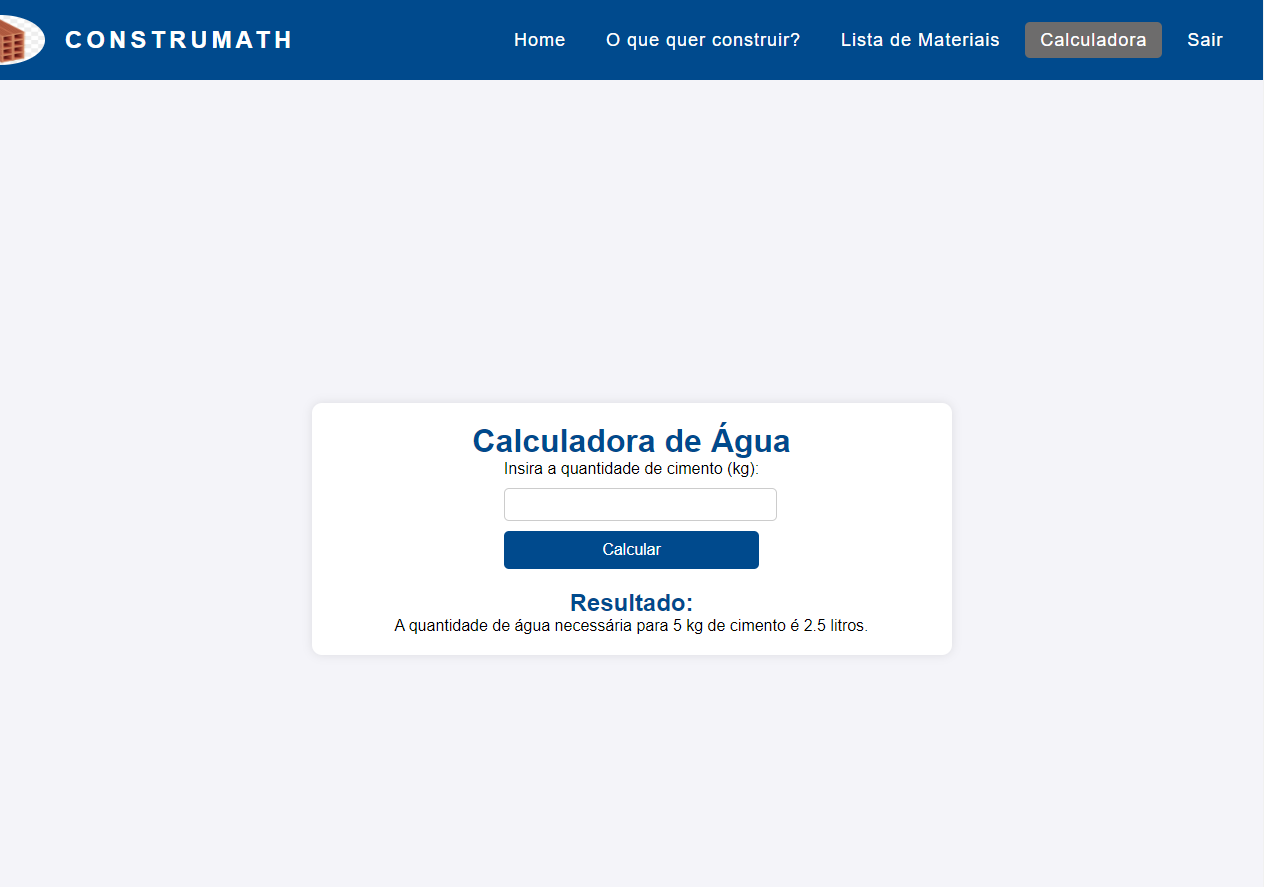 CONSTRUMATH
Home
O que quer construir?
Lista de Materiais
Calculadora
Sair
Calculadora de Água
Insira a quantidade de cimento (kg):
Calcular
Resultado:
A quantidade de água necessária para 5 kg de cimento é 2.5 litros.